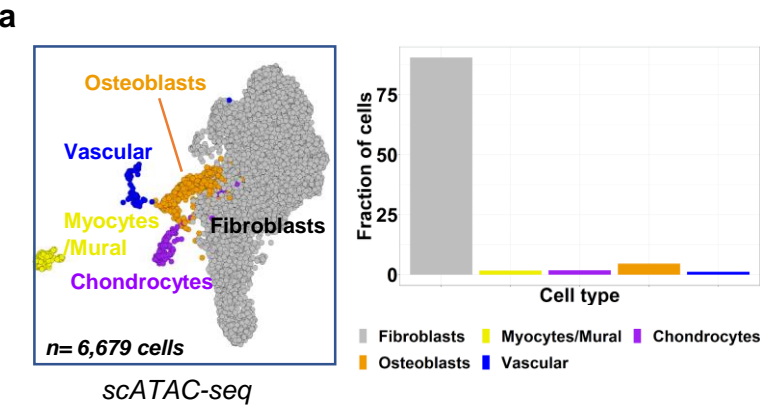 a
Osteoblasts
Vascular
Myocytes
/Mural
Fibroblasts
Chondrocytes
n= 6,679 cells
scATAC-seq
Fraction of cells
75
50
25
0
Cell type
Fibroblasts Myocytes/Mural Chondrocytes
Osteoblasts Vascular